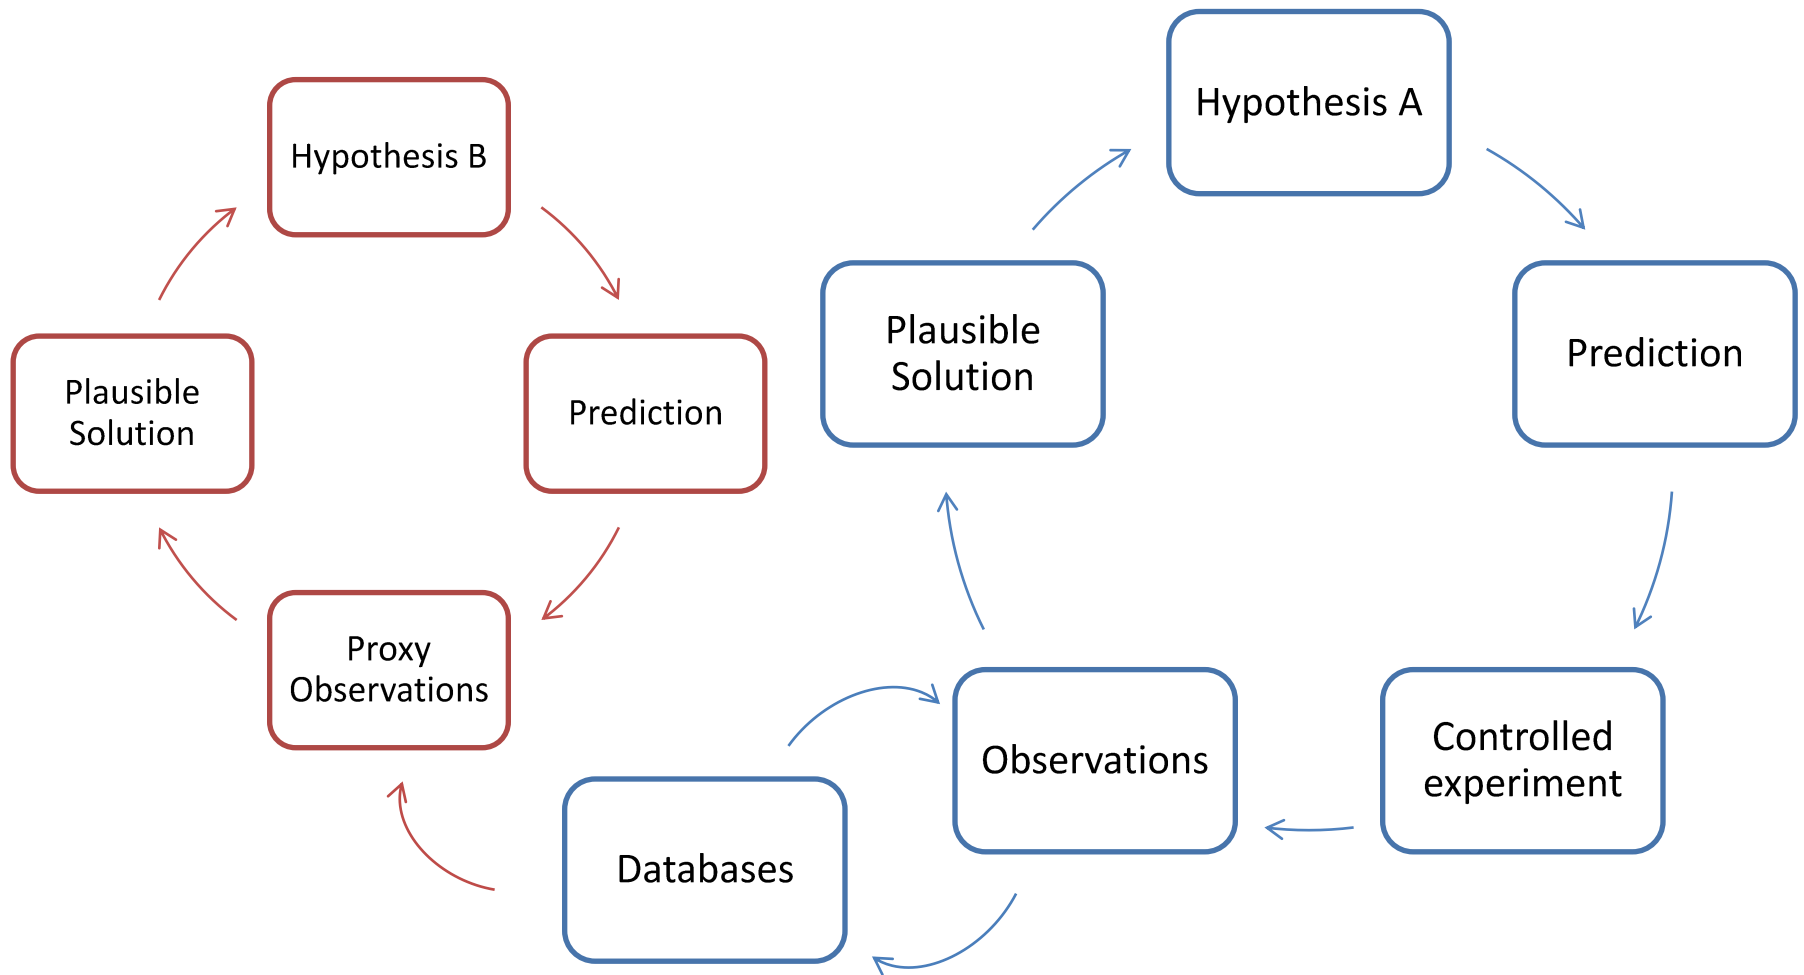 Hypothesis A
Hypothesis B
Plausible
Solution
Prediction
Plausible
Solution
Prediction
Proxy
Observations
Observations
Controlled
experiment
Databases